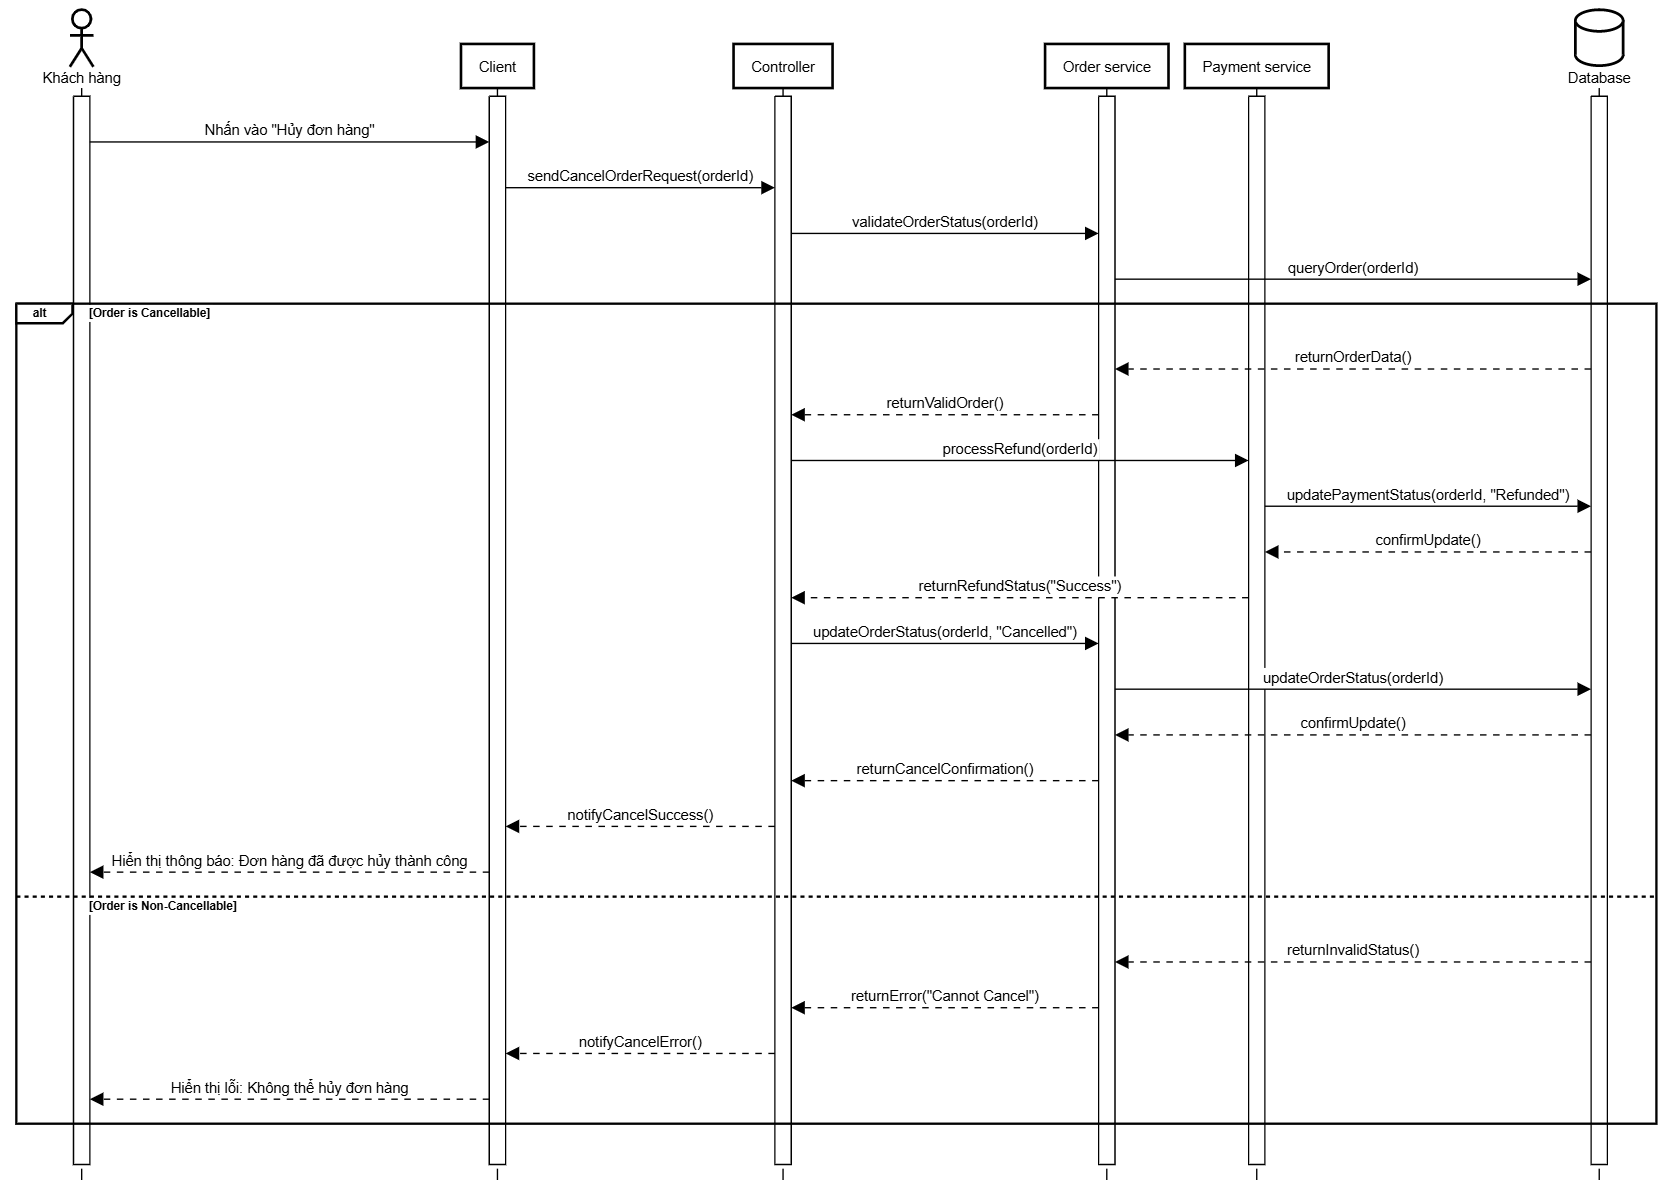 Khách hàng
Client
Controller
Order service
Payment service
Database
Nhấn vào "Hủy đơn hàng"
sendCancelOrderRequest(orderId)
validateOrderStatus(orderId)
queryOrder(orderId)
alt
[Order is Cancellable]
returnOrderData()
returnValidOrder()
processRefund(orderId)
updatePaymentStatus(orderId, "Refunded")
confirmUpdate()
returnRefundStatus("Success")
updateOrderStatus(orderId, "Cancelled")
updateOrderStatus(orderId)
confirmUpdate()
returnCancelConfirmation()
notifyCancelSuccess()
Hiển thị thông báo: Đơn hàng đã được hủy thành công
[Order is Non-Cancellable]
returnInvalidStatus()
returnError("Cannot Cancel")
notifyCancelError()
Hiển thị lỗi: Không thể hủy đơn hàng